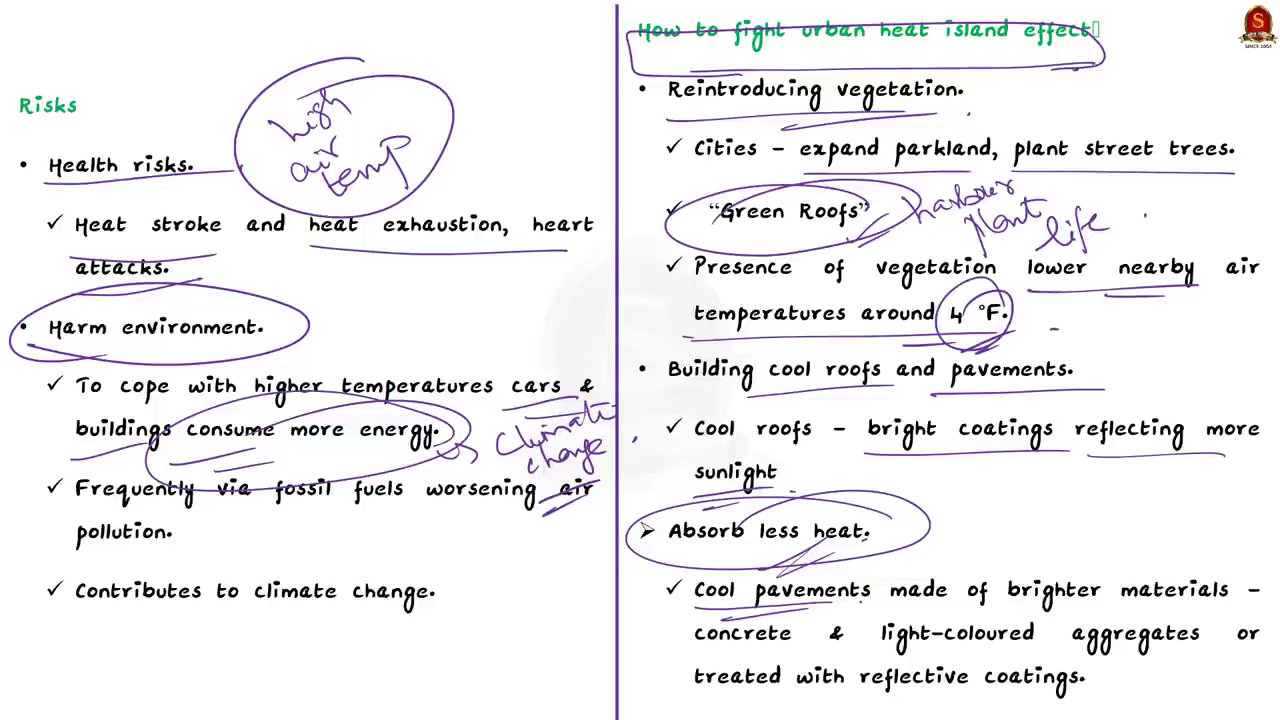 Risks
• Health risks.
high
air
temp
✓ Heat stroke and heat exhaustion, heart
attacks.
• Harm environment.
✓ To cope with higher temperatures cars &
buildings consume more energy.
climate
change
✓ Frequently via fossil fuels worsening air
pollution.
✓ Contributes to climate change.
S
SINCE 2004
How to fight urban heat island effect
• Reintroducing vegetation.
✓ Cities - expand parkland, plant street trees.
✓ “Green Roofs”
harbour
plant
life
✓ Presence of vegetation lower nearby air
temperatures around 4 °F.
• Building cool roofs and pavements.
✓ Cool roofs - bright coatings reflecting more
sunlight
➢ Absorb less heat.
✓ Cool pavements made of brighter materials -
concrete & light-coloured aggregates or
treated with reflective coatings.